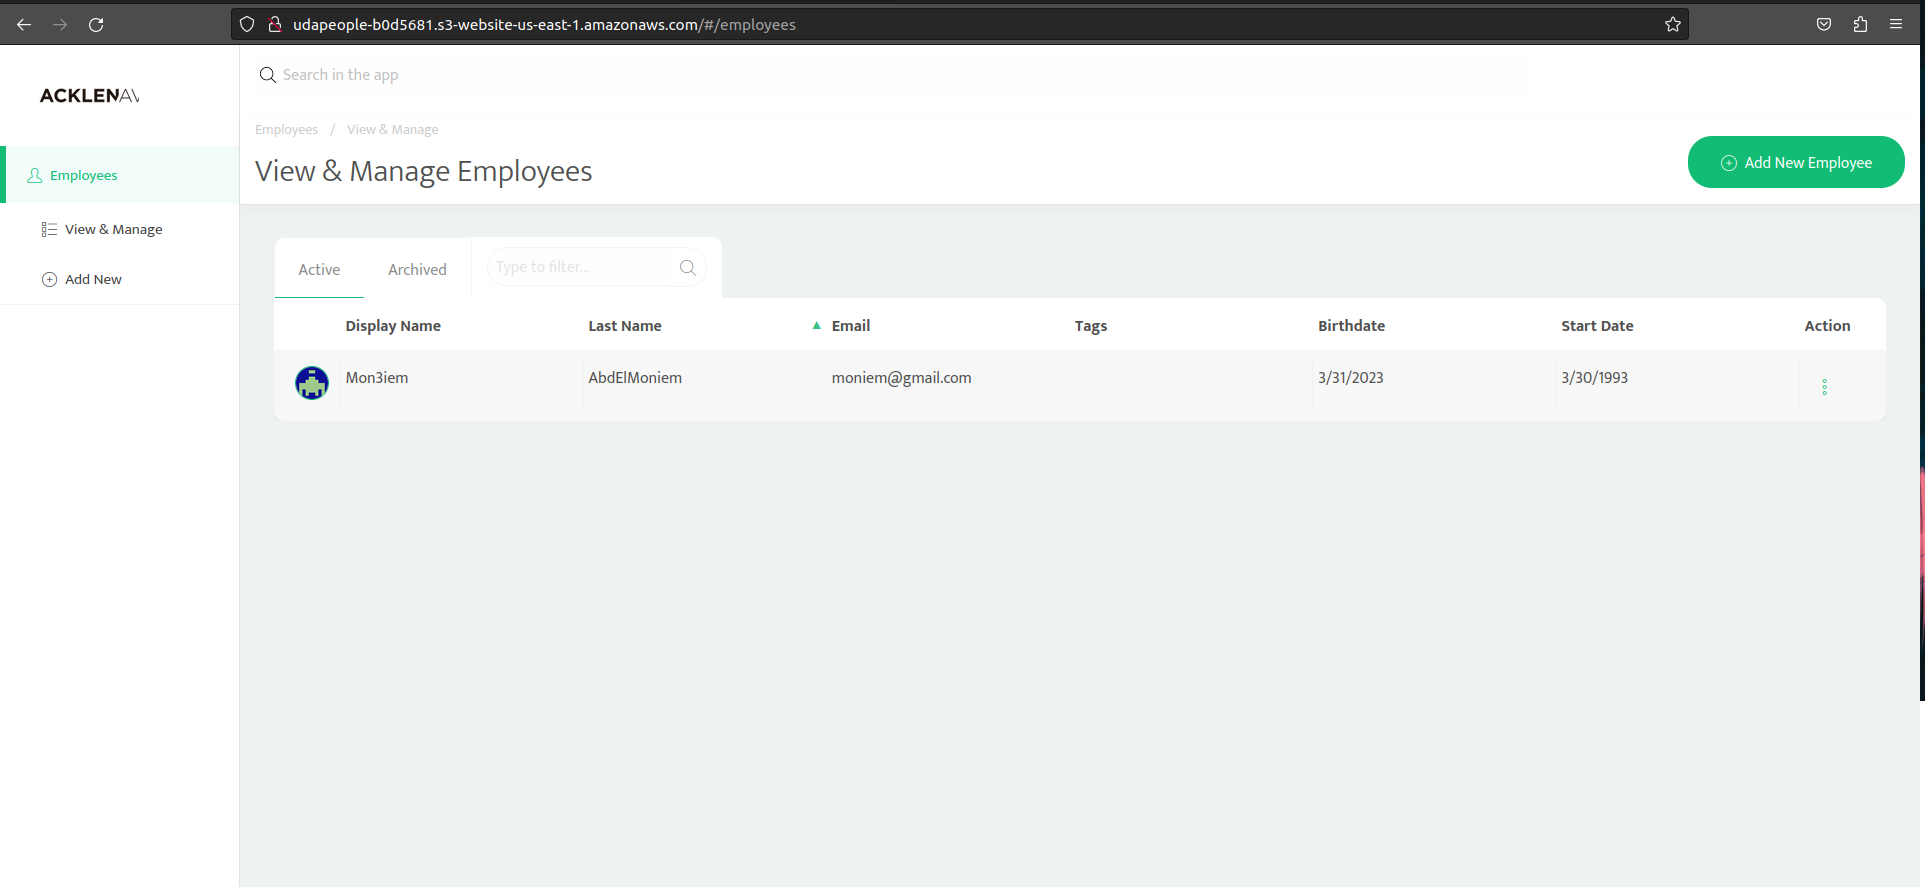 udapeople-b0d5681.s3-website-us-east-1.amazonaws.com/#/employees
ACKLENAV
Search in the app
Employees / View & Manage
View & Manage Employees
Add New Employee
Employees
View & Manage
Add New
Active Archived Type to filter...
Display Name Last Name Email Tags Birthdate Start Date Action
Mon3iem AbdElMoniem moniem@gmail.com 3/31/2023 3/30/1993